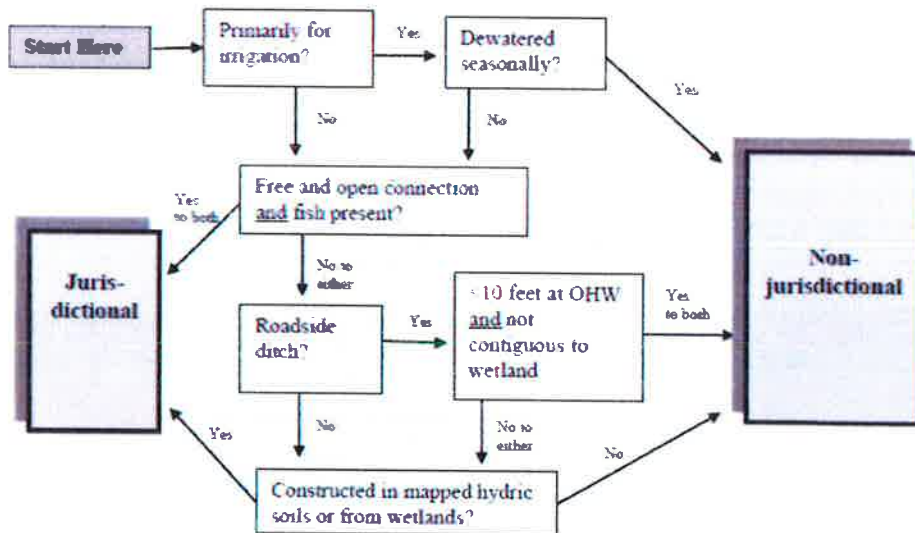 Start Here
Primarily for
irrigation?
Yes
Dewatered
seasonally?
Yes
No
No
Free and open connection
and fish present?
Yes
to both
Juris-
dictional
No to
either
Non-
jurisdictional
Roadside
ditch?
Yes
<10 feet at OHW
and not
contiguous to
wetland
Yes
to both
No
No to
either
Yes
No
Constructed in mapped hydric
soils or from wetlands?